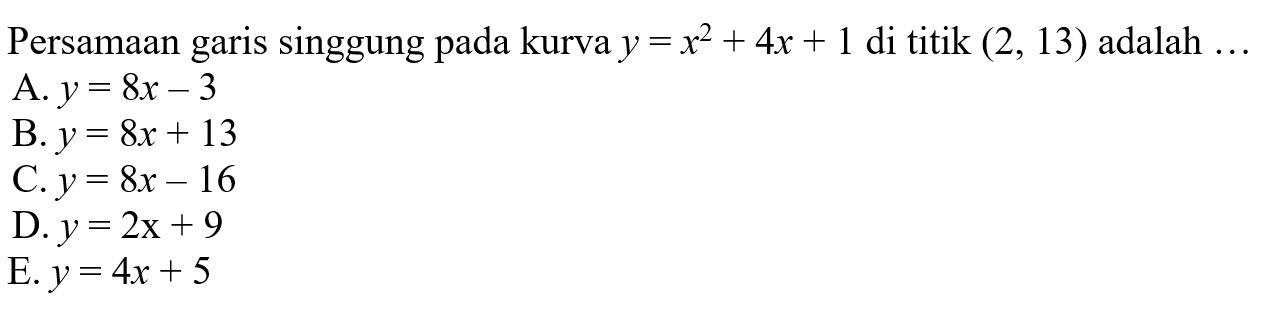 Persamaan garis singgung pada kurva y = x² + 4x + 1 di titik (2, 13) adalah …
A. y = 8x – 3
B. y = 8x + 13
C. y = 8x – 16
D. y = 2x + 9
E. y = 4x + 5